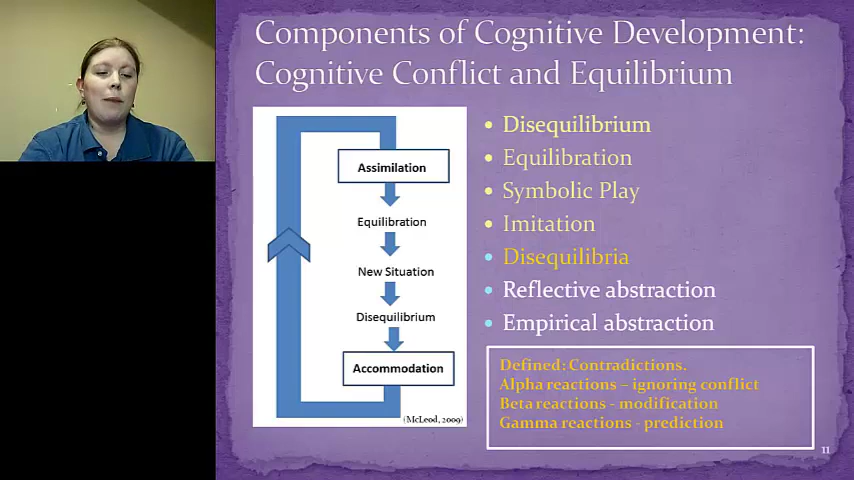 Components of Cognitive Development:
Cognitive Conflict and Equilibrium
Assimilation
Equilibration
New Situation
Disequilibrium
Accommodation
(McLeod, 2009)
Disequilibrium
Equilibration
Symbolic Play
Imitation
Disequilibria
Reflective abstraction
Empirical abstraction
Defined: Contradictions.
Alpha reactions – ignoring conflict
Beta reactions - modification
Gamma reactions - prediction
11